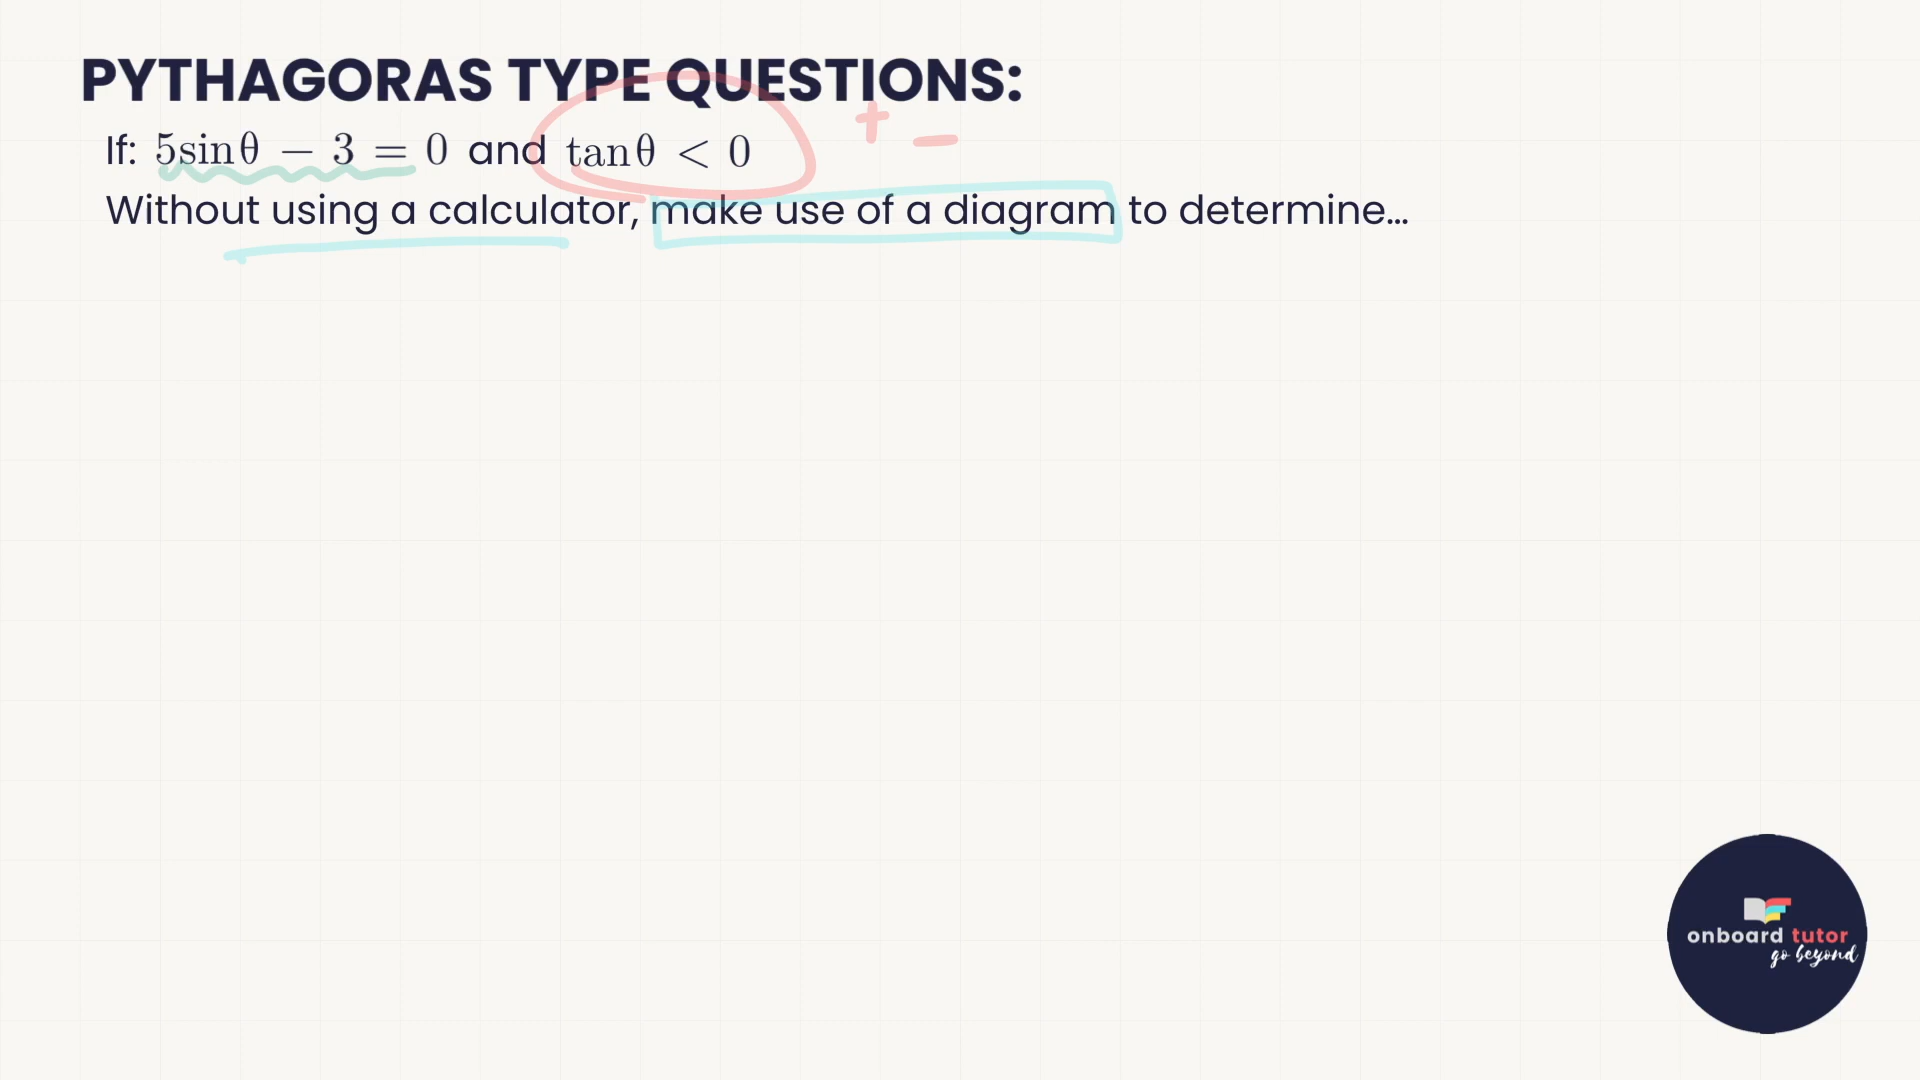 PYTHAGORAS TYPE QUESTIONS:
If: 5sinθ − 3 = 0 and tanθ < 0
+ −
Without using a calculator, make use of a diagram to determine...
onboard tutor
go beyond